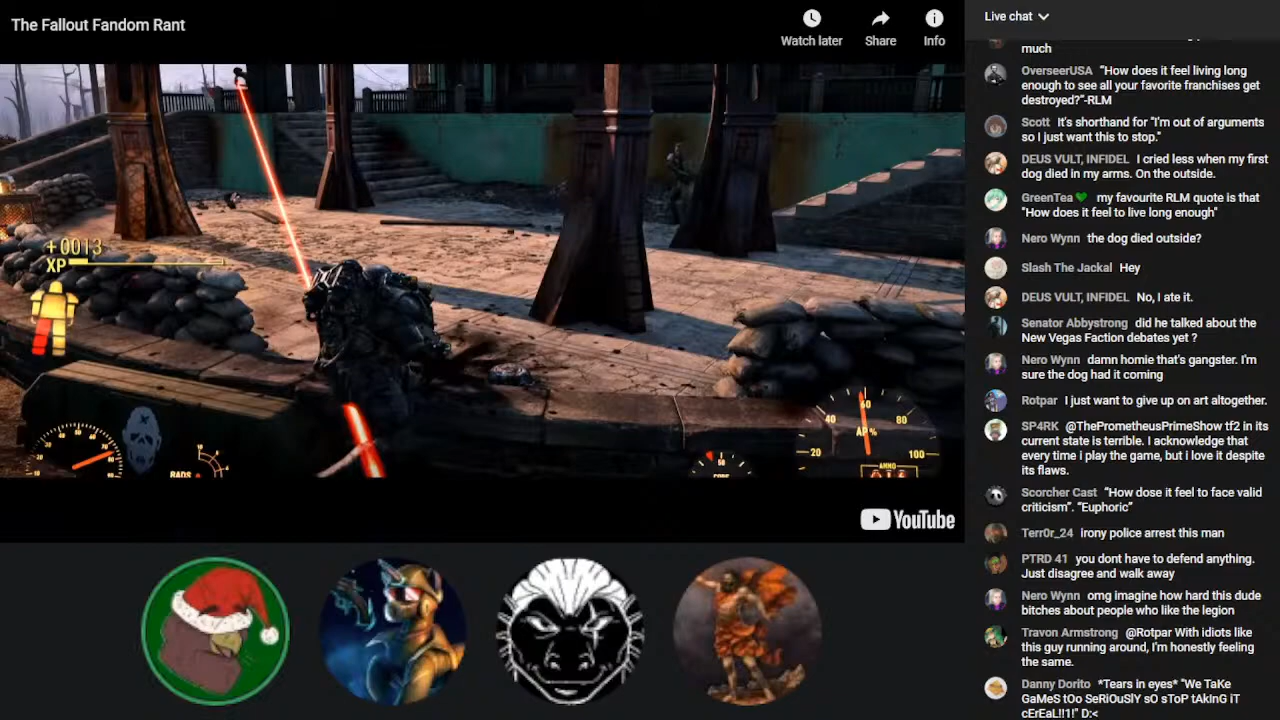 The Fallout Fandom Rant
Watch later
Share
Info
+0013
XP
RADS
40
60
80
AP%
20
100
AMMO
50
YouTube
Live chat
much
OverseerUSA "How does it feel living long
enough to see all your favorite franchises get
destroyed?"-RLM
Scott It's shorthand for "I'm out of arguments
so I just want this to stop."
DEUS VULT, INFIDEL I cried less when my first
dog died in my arms. On the outside.
GreenTea💚 my favourite RLM quote is that
"How does it feel to live long enough"
Nero Wynn the dog died outside?
Slash The Jackal Hey
DEUS VULT, INFIDEL No, I ate it.
Senator Abbystrong did he talked about the
New Vegas Faction debates yet ?
Nero Wynn damn homie that's gangster. I'm
sure the dog had it coming
Rotpar I just want to give up on art altogether.
SP4RK @ThePrometheusPrimeShow tf2 in its
current state is terrible. I acknowledge that
every time i play the game, but i love it despite
its flaws.
Scorcher Cast "How dose it feel to face valid
criticism". "Euphoric"
Terr0r_24 irony police arrest this man
PTRD 41 you dont have to defend anything.
Just disagree and walk away
Nero Wynn omg imagine how hard this dude
bitches about people who like the legion
Travon Armstrong @Rotpar With idiots like
this guy running around, I'm honestly feeling
the same.
Danny Dorito *Tears in eyes* "We TaKe
GaMeS tOo SeRiOuSlY sO sToP tAkInG iT
cErEaL!!1!" D:<